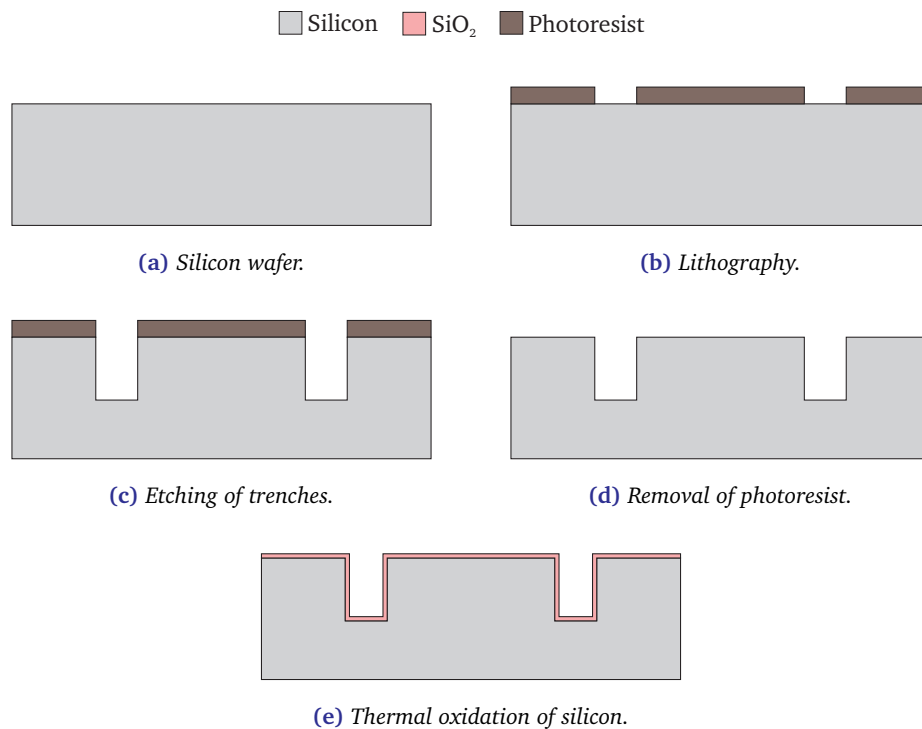 Silicon SiO₂ Photoresist
(a) Silicon wafer.
(b) Lithography.
(c) Etching of trenches.
(d) Removal of photoresist.
(e) Thermal oxidation of silicon.